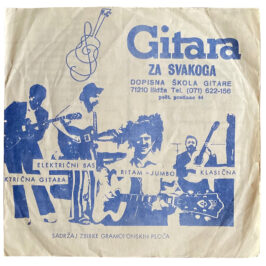 Gitara
ZA SVAKOGA
DOPISNA ŠKOLA GITARE
71210 Ilidža Tel. (071) 622-156
pošt. pretinac 44
ELEKTRIČNI BAS
KTRIČNA GITARA
RITAM - JUMBO
KLASIČNA
SADRŽAJ ZBIRKE GRAMOFONSKIH PLOČA